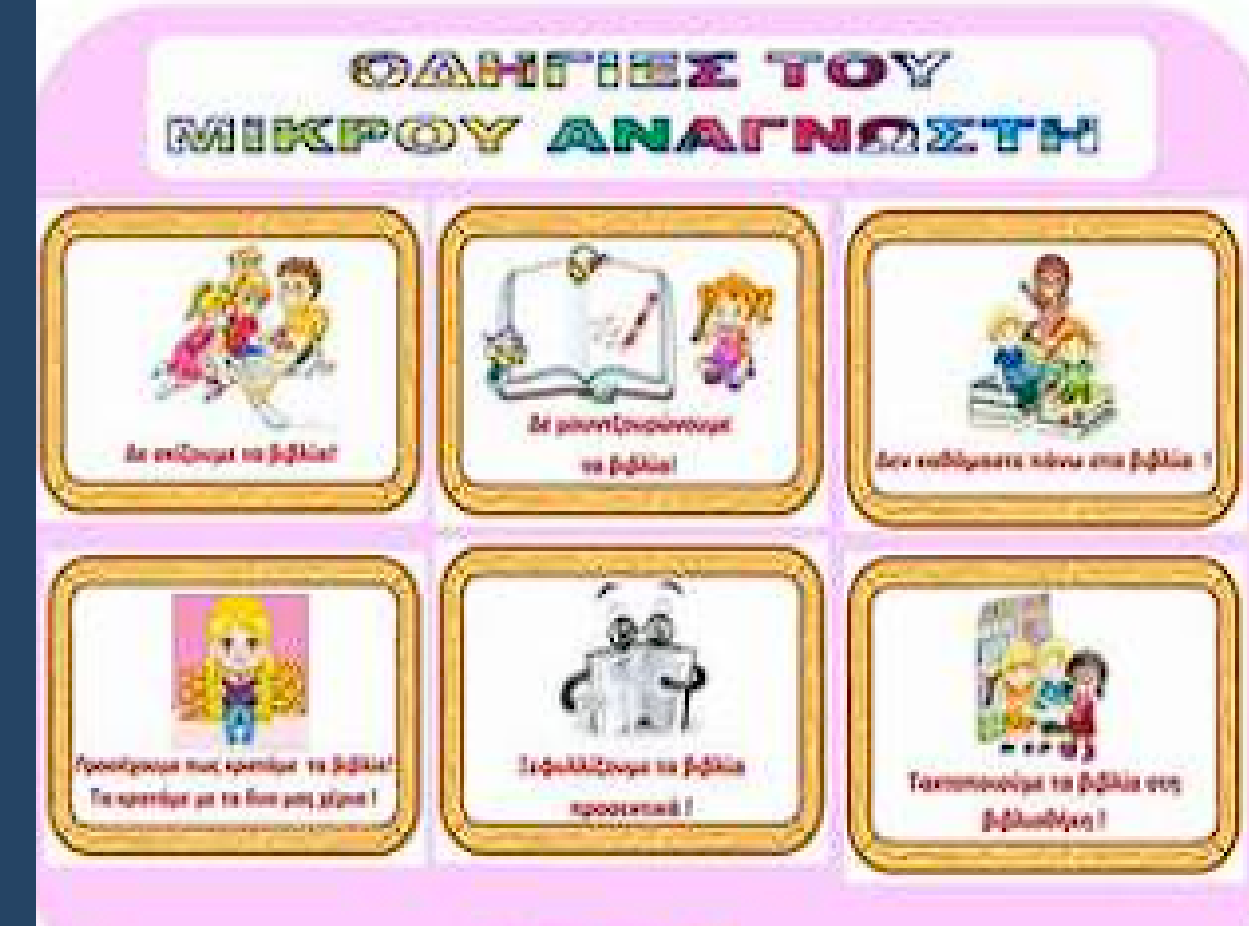 ΟΔΗΓΙΕΣ ΤΟΥ
ΜΙΚΡΟΥ ΑΝΑΓΝΩΣΤΗ
Δε σκίζουμε τα βιβλία!
Δε μουντζουρώνουμε
τα βιβλία!
Δεν καθόμαστε πάνω στα βιβλία !
Προσέχουμε πως κρατάμε τα βιβλία!
Τα κρατάμε με τα δυο μας χέρια !
Ξεφυλλίζουμε τα βιβλία
προσεκτικά !
Τακτοποιούμε τα βιβλία στη
βιβλιοθήκη !